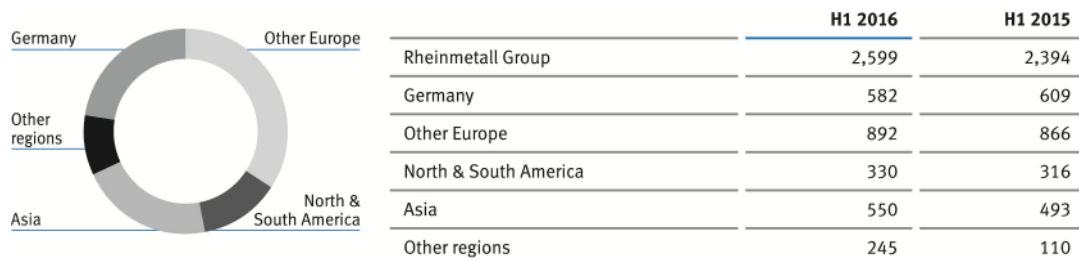 Germany
Other Europe
Other
regions
Asia
North &
South America
H1 2016 H1 2015
Rheinmetall Group 2,599 2,394
Germany 582 609
Other Europe 892 866
North & South America 330 316
Asia 550 493
Other regions 245 110